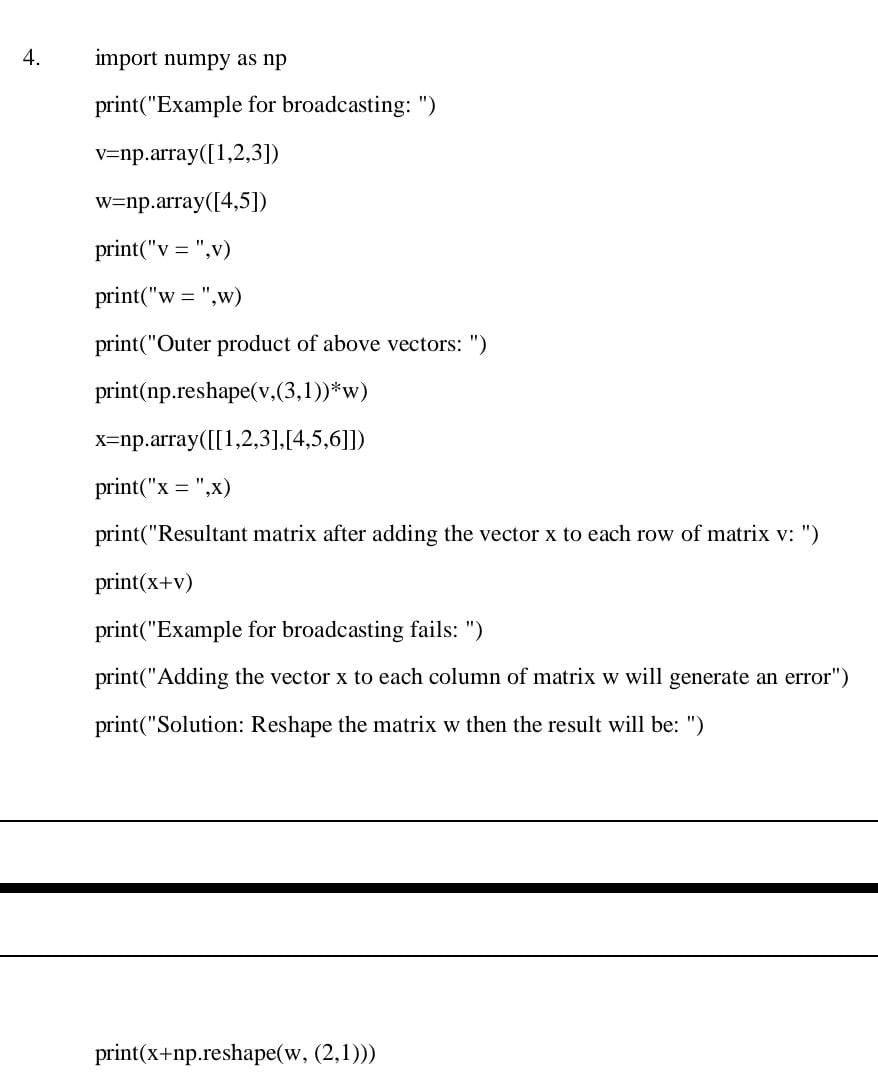 4. import numpy as np
print("Example for broadcasting: ")
v=np.array([1,2,3])
w=np.array([4,5])
print("v = ",v)
print("w = ",w)
print("Outer product of above vectors: ")
print(np.reshape(v,(3,1))*w)
x=np.array([[1,2,3],[4,5,6]])
print("x = ",x)
print("Resultant matrix after adding the vector x to each row of matrix v: ")
print(x+v)
print("Example for broadcasting fails: ")
print("Adding the vector x to each column of matrix w will generate an error")
print("Solution: Reshape the matrix w then the result will be: ")
print(x+np.reshape(w, (2,1)))